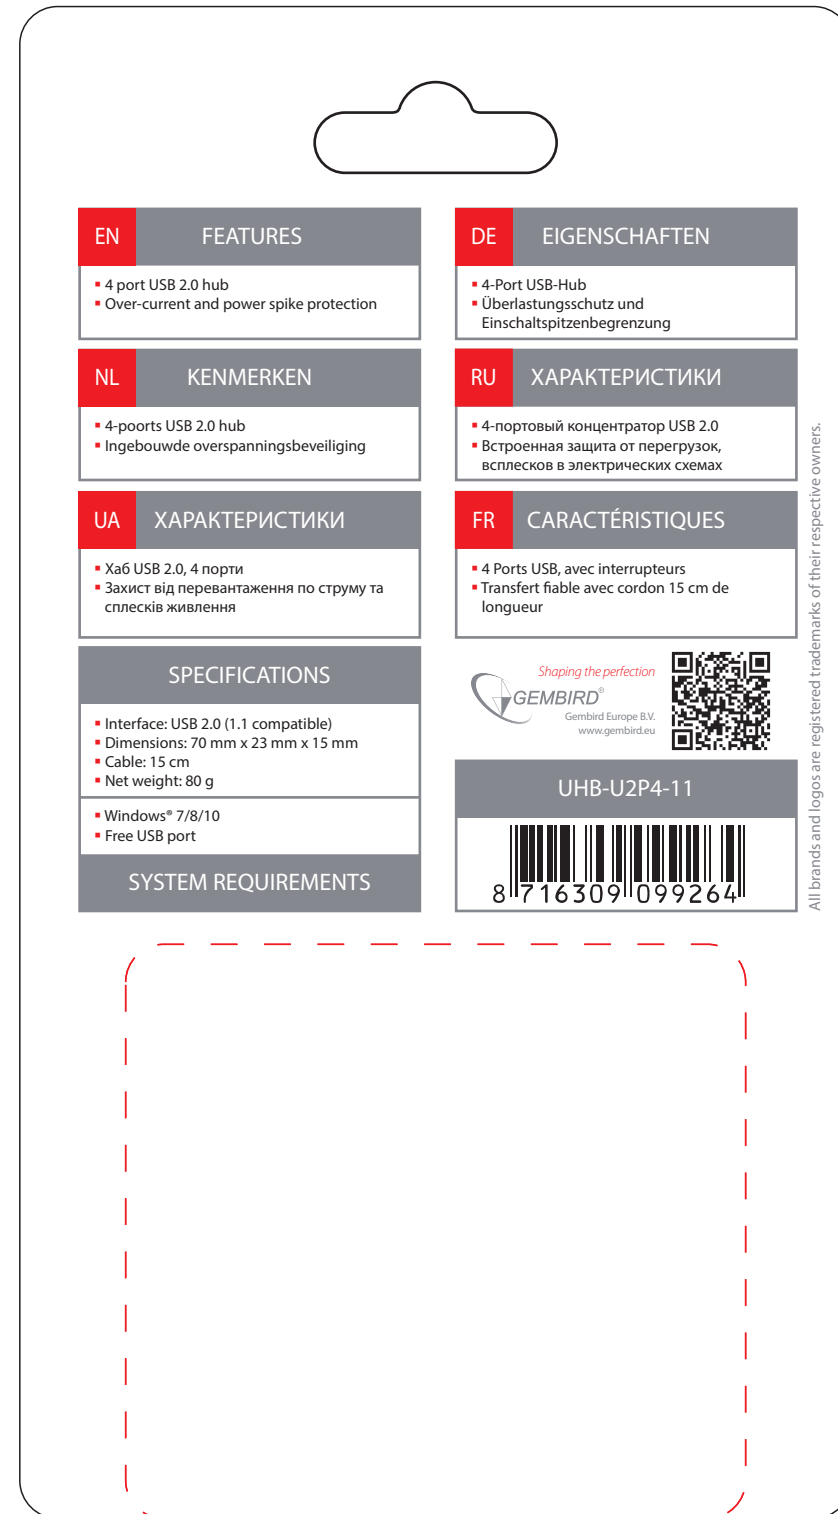 EN FEATURES
▪ 4 port USB 2.0 hub
▪ Over-current and power spike protection
DE EIGENSCHAFTEN
▪ 4-Port USB-Hub
▪ Überlastungsschutz und
Einschaltspitzenbegrenzung
NL KENMERKEN
▪ 4-poorts USB 2.0 hub
▪ Ingebouwde overspanningsbeveiliging
RU ХАРАКТЕРИСТИКИ
▪ 4-портовый концентратор USB 2.0
▪ Встроенная защита от перегрузок,
всплесков в электрических схемах
UA ХАРАКТЕРИСТИКИ
▪ Хаб USB 2.0, 4 порти
▪ Захист від перевантаження по струму та
сплесків живлення
FR CARACTÉRISTIQUES
▪ 4 Ports USB, avec interrupteurs
▪ Transfert fiable avec cordon 15 cm de
longueur
SPECIFICATIONS
▪ Interface: USB 2.0 (1.1 compatible)
▪ Dimensions: 70 mm x 23 mm x 15 mm
▪ Cable: 15 cm
▪ Net weight: 80 g
▪ Windows® 7/8/10
▪ Free USB port
SYSTEM REQUIREMENTS
Shaping the perfection
GEMBIRD®
Gembird Europe B.V.
www.gembird.eu
UHB-U2P4-11
8 716309 099264
All brands and logos are registered trademarks of their respective owners.